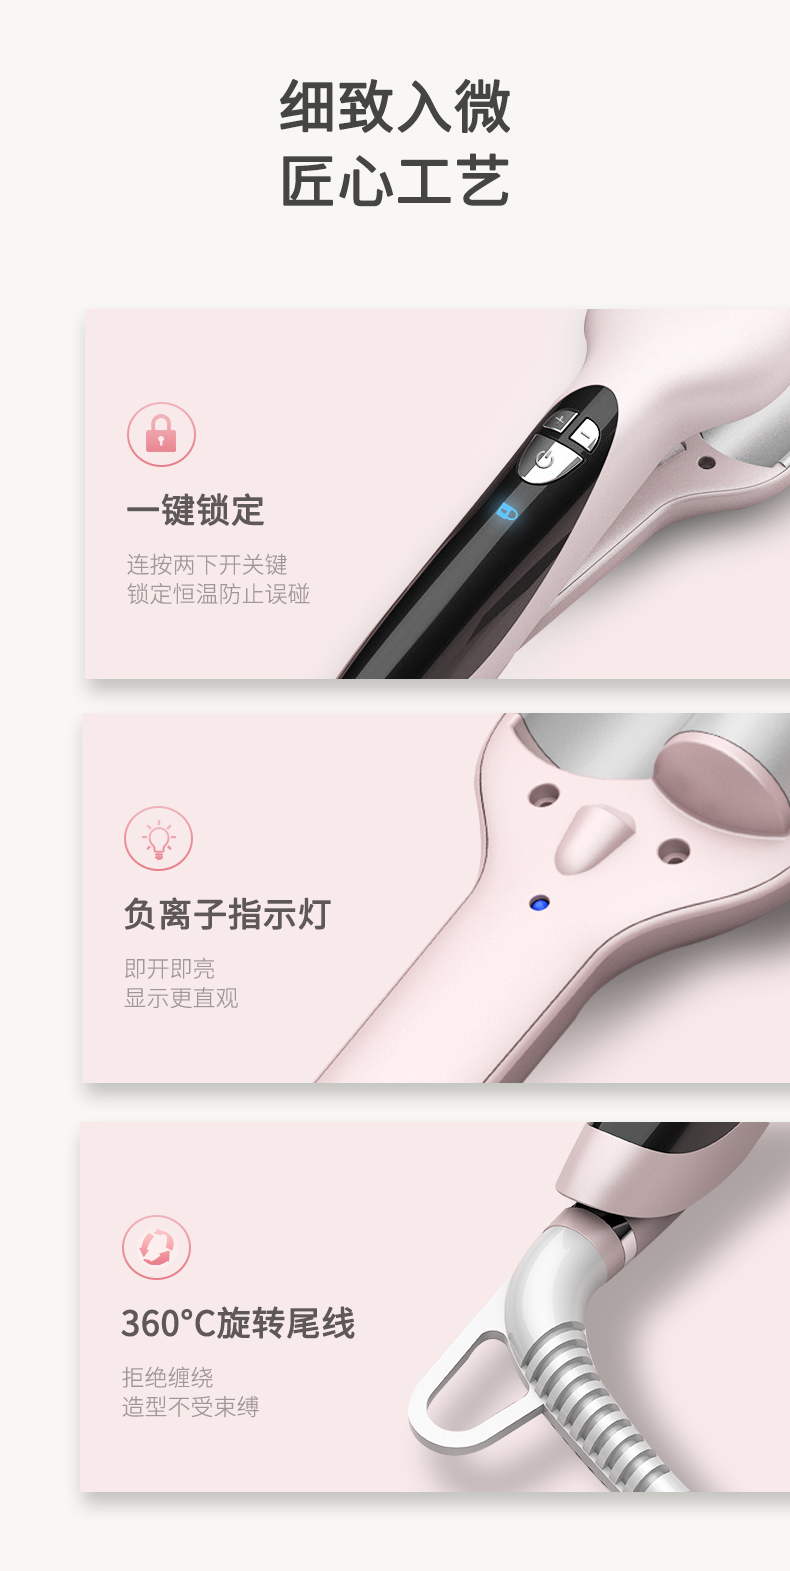 细致入微
匠心工艺
一键锁定
连按两下开关键
锁定恒温防止误碰
负离子指示灯
即开即亮
显示更直观
360°C旋转尾线
拒绝缠绕
造型不受束缚